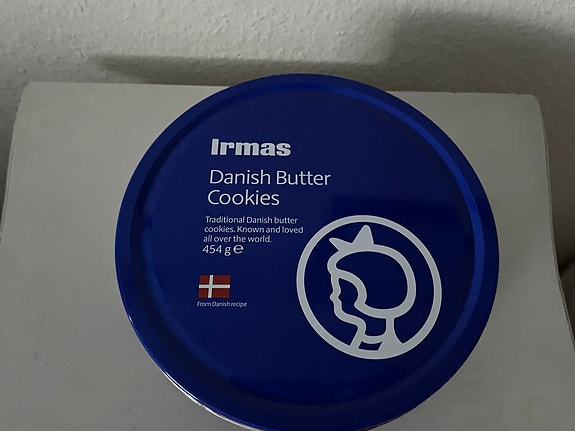 Irmas
Danish Butter
Cookies
Traditional Danish butter
cookies. Known and loved
all over the world.
454 g ℮
From Danish recipe